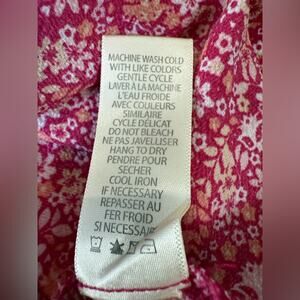 MACHINE WASH COLD
WITH LIKE COLORS
GENTLE CYCLE
LAVER À LA MACHINE
L'EAU FROIDE
AVEC COULEURS
SIMILAIRE
CYCLE DÉLICAT
DO NOT BLEACH
NE PAS JAVELLISER
HANG TO DRY
PENDRE POUR
SECHER
COOL IRON
IF NECESSARY
REPASSER AU
FER FROID
SI NECESSAI